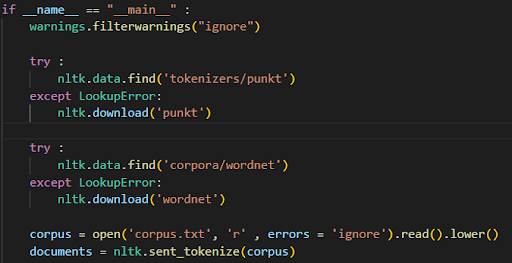 if __name__ == "__main__" :
warnings.filterwarnings("ignore")
try :
nltk.data.find('tokenizers/punkt')
except LookupError:
nltk.download('punkt')
try :
nltk.data.find('corpora/wordnet')
except LookupError:
nltk.download('wordnet')
corpus = open('corpus.txt', 'r' , errors = 'ignore').read().lower()
documents = nltk.sent_tokenize(corpus)